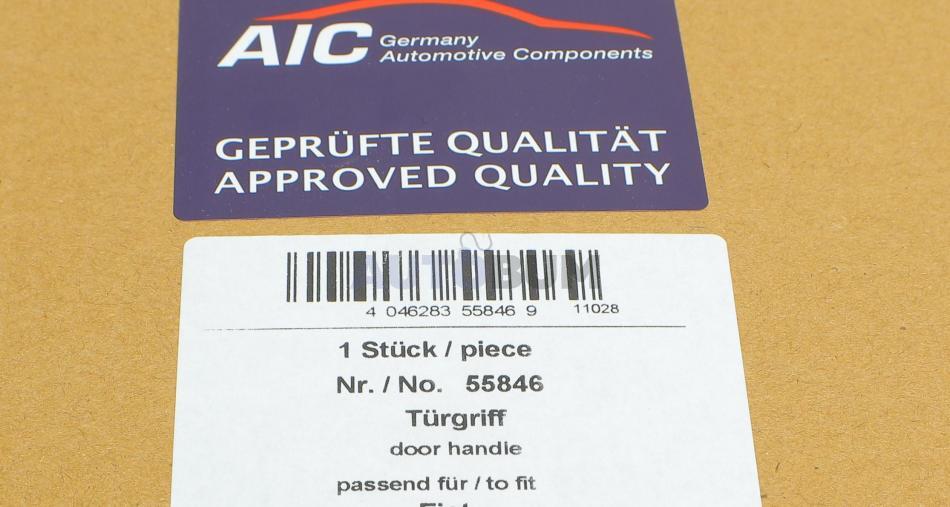 AIC Germany
Automotive Components
GEPRÜFTE QUALITÄT
APPROVED QUALITY
AUTOBUM
4 046283 55846 9 11028
1 Stück / piece
Nr. / No. 55846
Türgriff
door handle
passend für / to fit